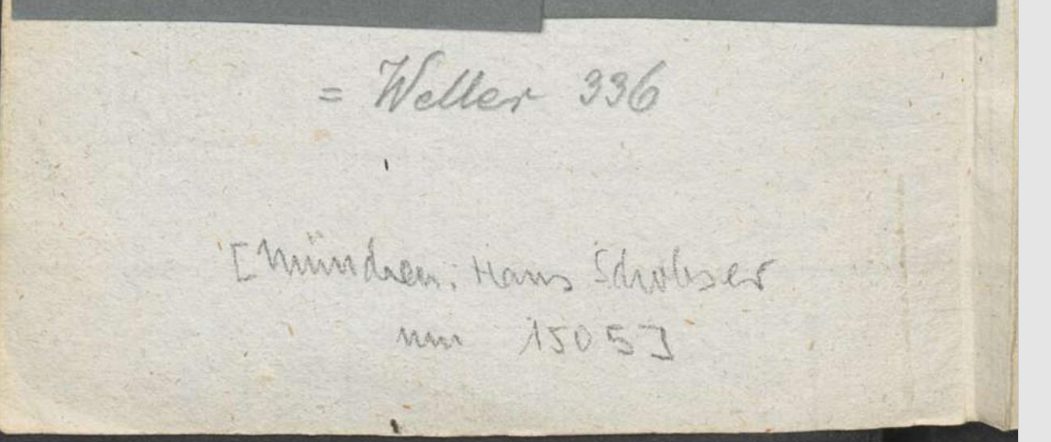 = Weller 336
[München: Hans Schobser
um 1505]